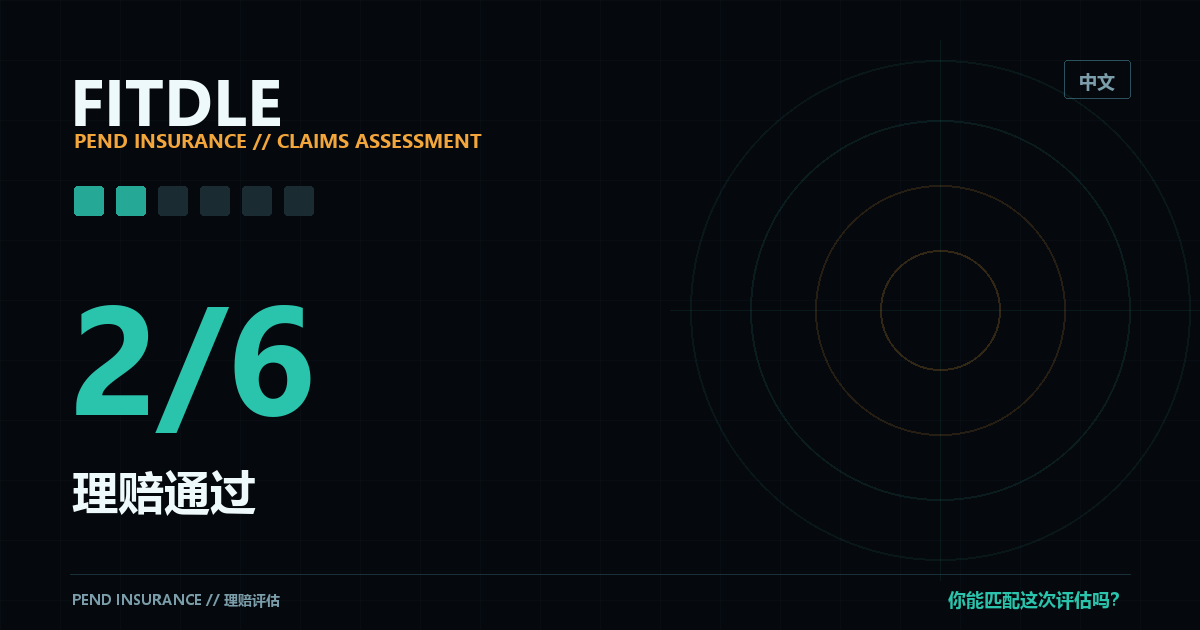 FITDLE
中文
PEND INSURANCE // CLAIMS ASSESSMENT
2/6
理赔通过
PEND INSURANCE // 理赔评估
你能匹配这次评估吗?